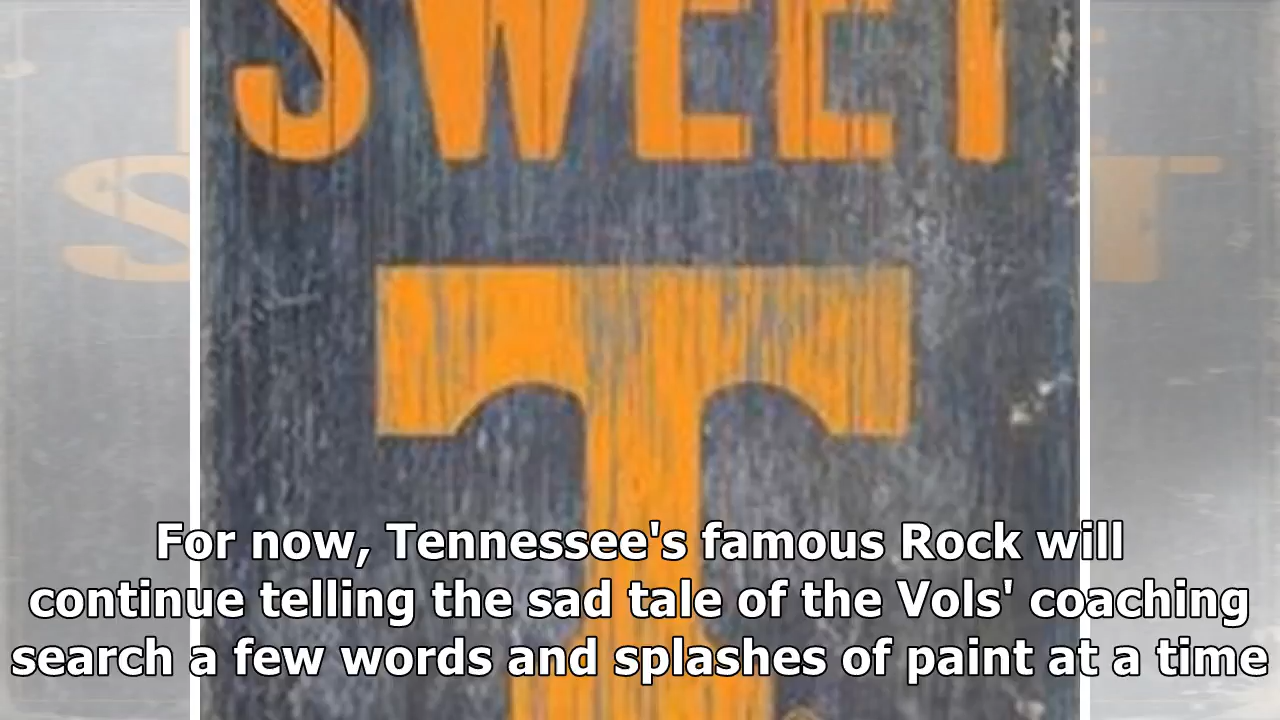 SWEET
T
For now, Tennessee's famous Rock will
continue telling the sad tale of the Vols' coaching
search a few words and splashes of paint at a time